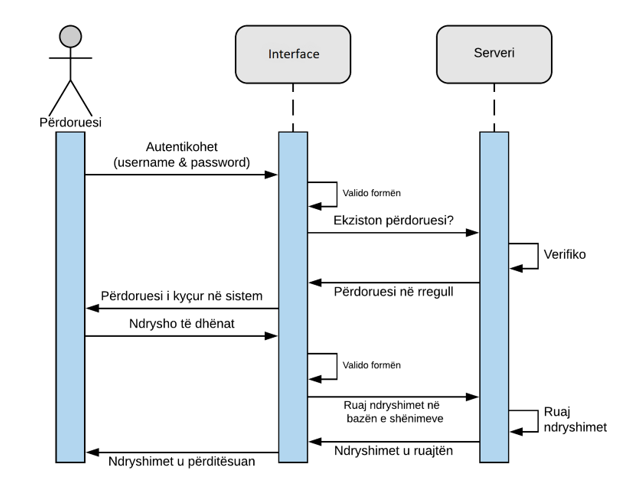 Interface
Serveri
Përdoruesi
Autentikohet
(username & password)
Valido formën
Ekziston përdoruesi?
Verifiko
Përdoruesi në rregull
Përdoruesi i kyçur në sistem
Ndrysho të dhënat
Valido formën
Ruaj ndryshimet në
bazën e shënimeve
Ruaj
ndryshimet
Ndryshimet u ruajtën
Ndryshimet u përditësuan